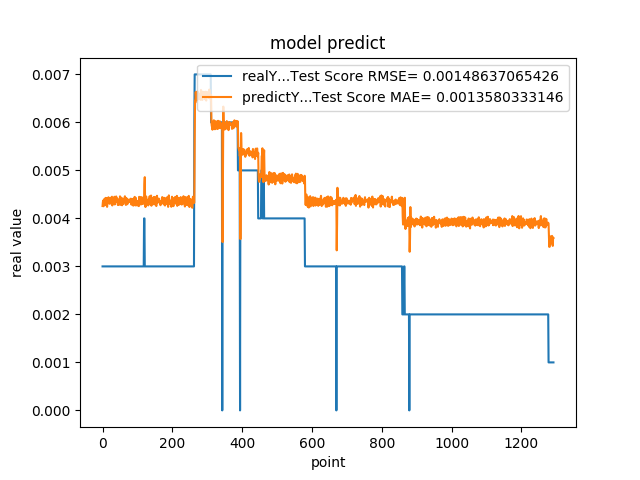 model predict
realY...Test Score RMSE= 0.00148637065426
predictY...Test Score MAE= 0.0013580333146
0.007
0.006
0.005
0.004
0.003
0.002
0.001
0.000
real value
0 200 400 600 800 1000 1200
point